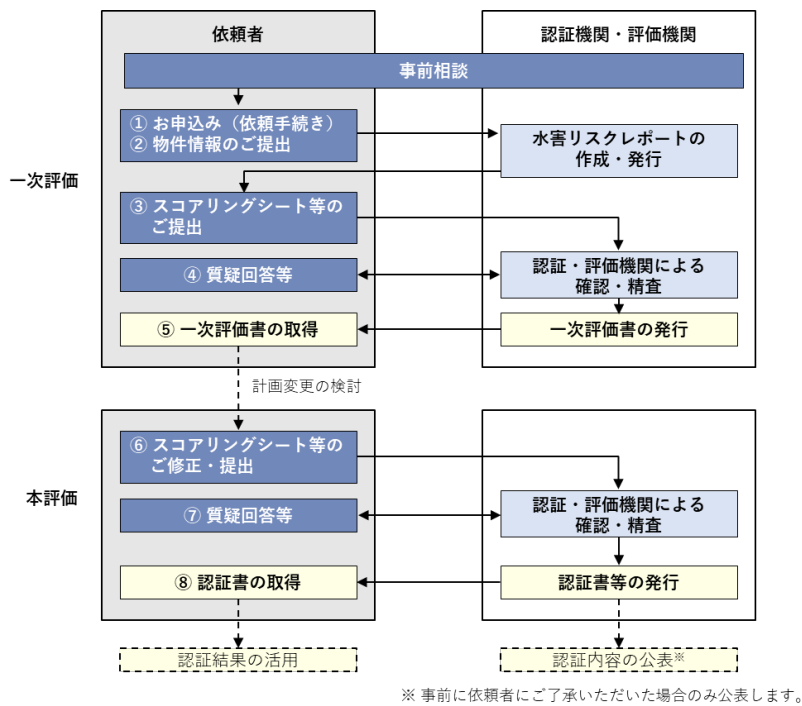 依頼者
認証機関・評価機関
事前相談
① お申込み（依頼手続き）
② 物件情報のご提出
水害リスクレポートの
作成・発行
一次評価
③ スコアリングシート等の
ご提出
④ 質疑回答等
認証・評価機関による
確認・精査
⑤ 一次評価書の取得
一次評価書の発行
計画変更の検討
⑥ スコアリングシート等の
ご修正・提出
本評価
⑦ 質疑回答等
認証・評価機関による
確認・精査
⑧ 認証書の取得
認証書等の発行
認証結果の活用
認証内容の公表※
※ 事前に依頼者にご了承いただいた場合のみ公表します。